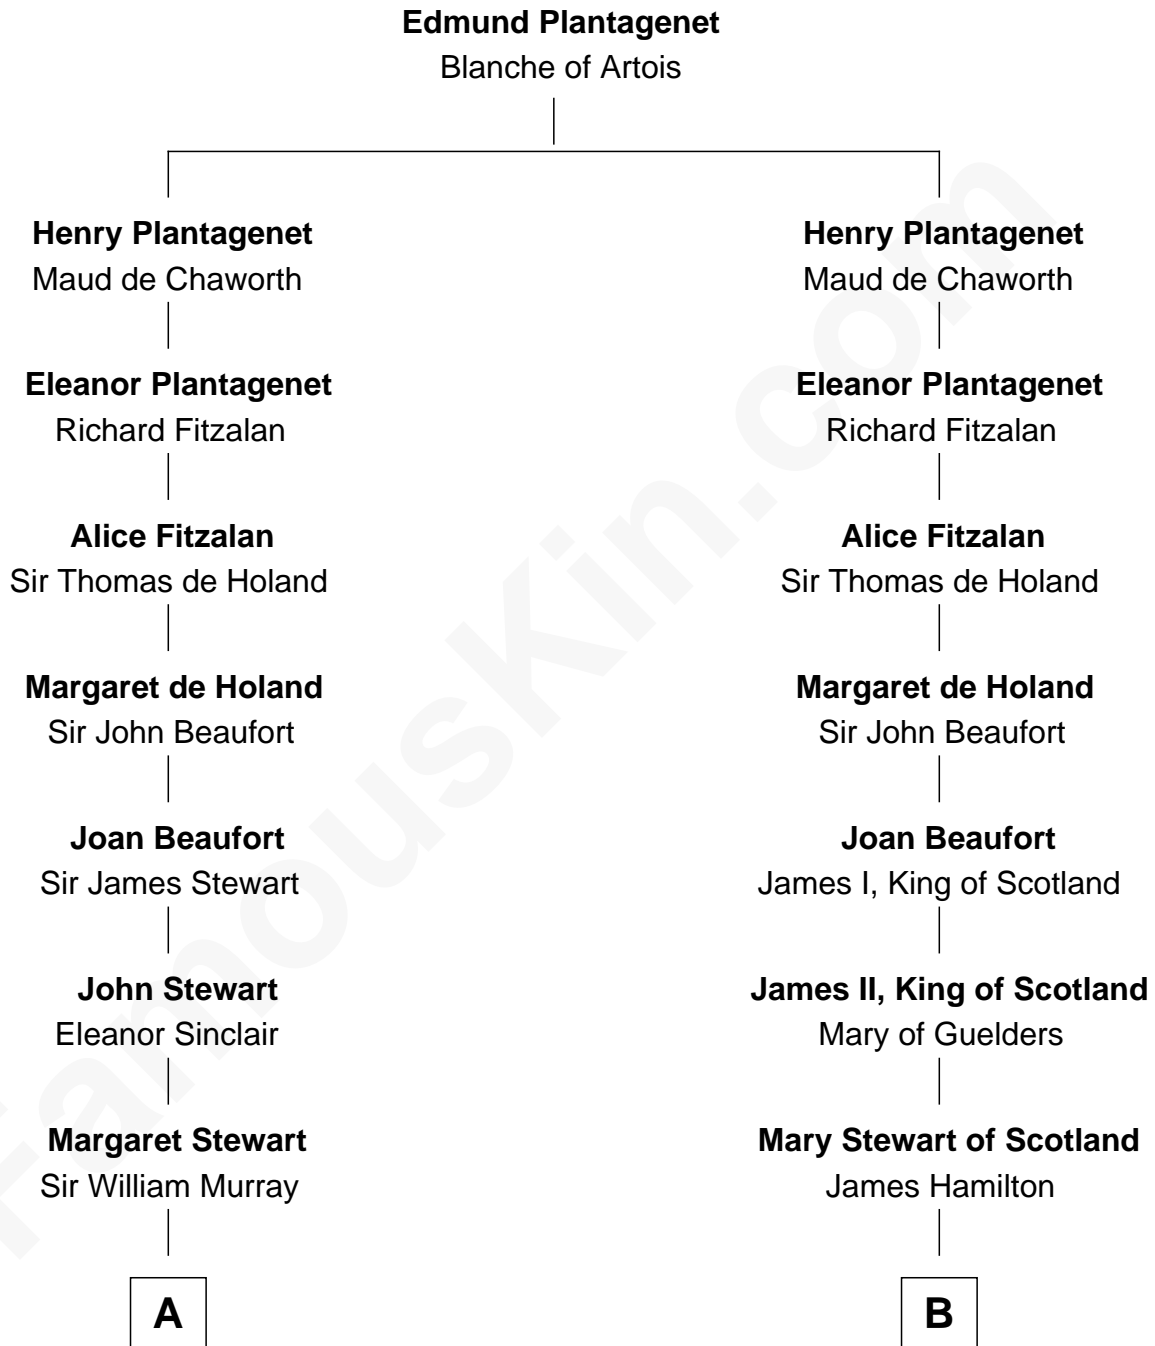 Edmund Plantagenet
Blanche of Artois
Henry Plantagenet
Maud de Chaworth
Henry Plantagenet
Maud de Chaworth
Eleanor Plantagenet
Richard Fitzalan
Eleanor Plantagenet
Richard Fitzalan
Alice Fitzalan
Sir Thomas de Holand
Alice Fitzalan
Sir Thomas de Holand
Margaret de Holand
Sir John Beaufort
Margaret de Holand
Sir John Beaufort
Joan Beaufort
Sir James Stewart
Joan Beaufort
James I, King of Scotland
John Stewart
Eleanor Sinclair
James II, King of Scotland
Mary of Guelders
Margaret Stewart
Sir William Murray
Mary Stewart of Scotland
James Hamilton
A
B
FamousKin.com